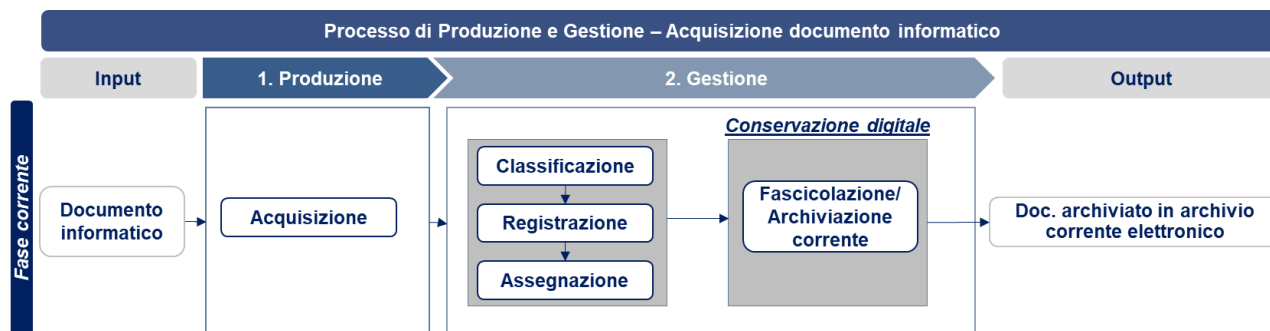 Processo di Produzione e Gestione – Acquisizione documento informatico
Input
1. Produzione
2. Gestione
Output
Fase corrente
Documento
informatico
Acquisizione
Classificazione
Registrazione
Assegnazione
Conservazione digitale
Fascicolazione/
Archiviazione
corrente
Doc. archiviato in archivio
corrente elettronico